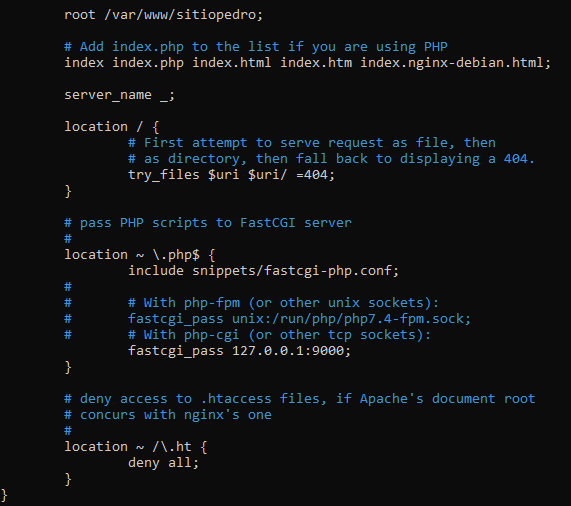 root /var/www/sitiopedro;
# Add index.php to the list if you are using PHP
index index.php index.html index.htm index.nginx-debian.html;
server_name _;
location / {
# First attempt to serve request as file, then
# as directory, then fall back to displaying a 404.
try_files $uri $uri/ =404;
}
# pass PHP scripts to FastCGI server
#
location ~ \.php$ {
include snippets/fastcgi-php.conf;
#
# # With php-fpm (or other unix sockets):
# fastcgi_pass unix:/run/php/php7.4-fpm.sock;
# # With php-cgi (or other tcp sockets):
fastcgi_pass 127.0.0.1:9000;
}
# deny access to .htaccess files, if Apache's document root
# concurs with nginx's one
#
location ~ /\.ht {
deny all;
}
}